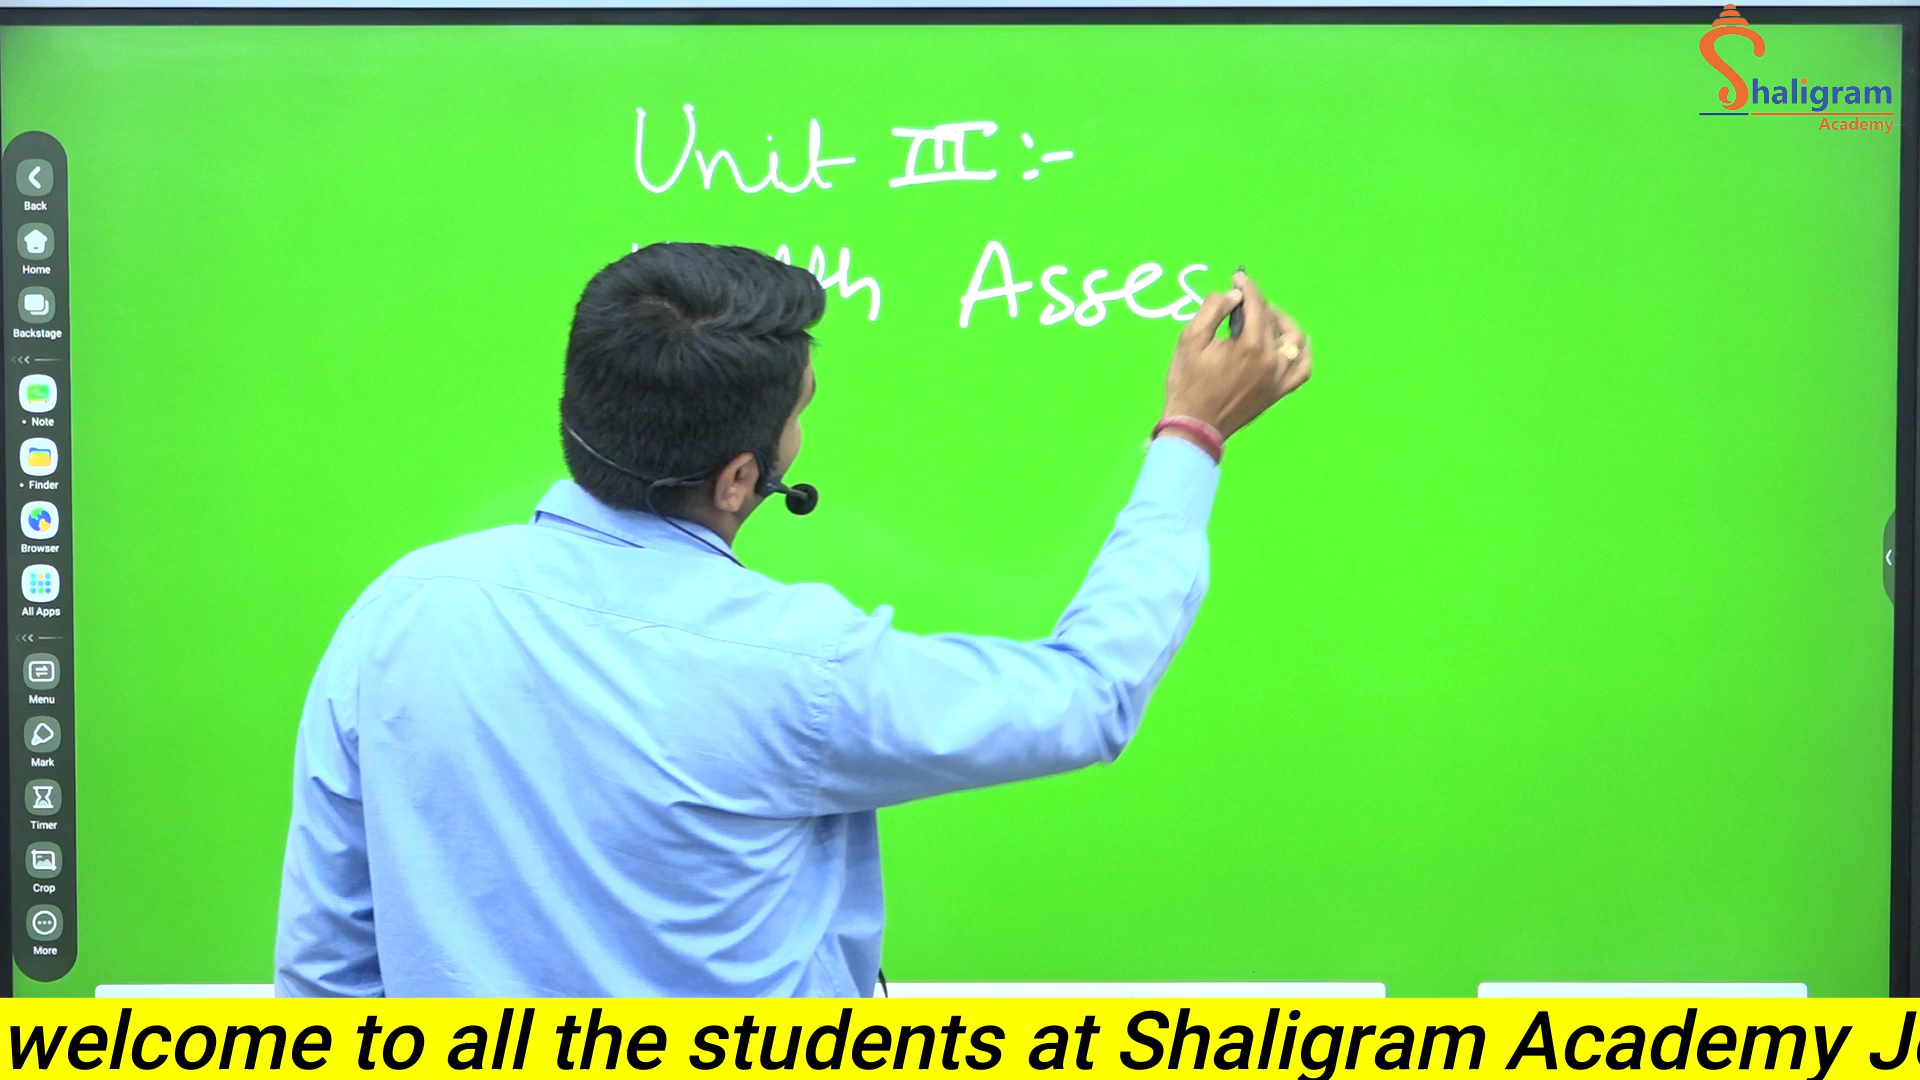 Shaligram
Academy
Unit III :-
Asses
Back
Home
Backstage
Note
Finder
Browser
All Apps
Menu
Mark
Timer
Crop
More
welcome to all the students at Shaligram Academy